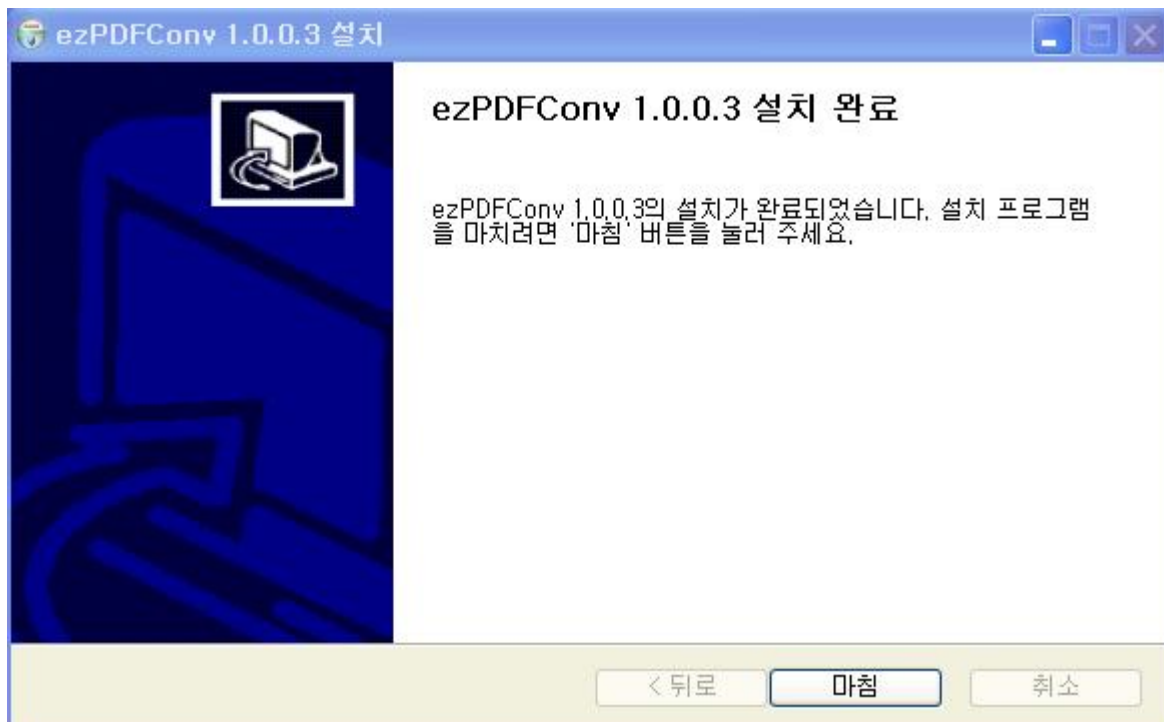 ezPDFConv 1.0.0.3 설치
ezPDFConv 1.0.0.3 설치 완료
ezPDFConv 1.0.0.3의 설치가 완료되었습니다. 설치 프로그램
을 마치려면 '마침' 버튼을 눌러 주세요.
< 뒤로 마침 취소